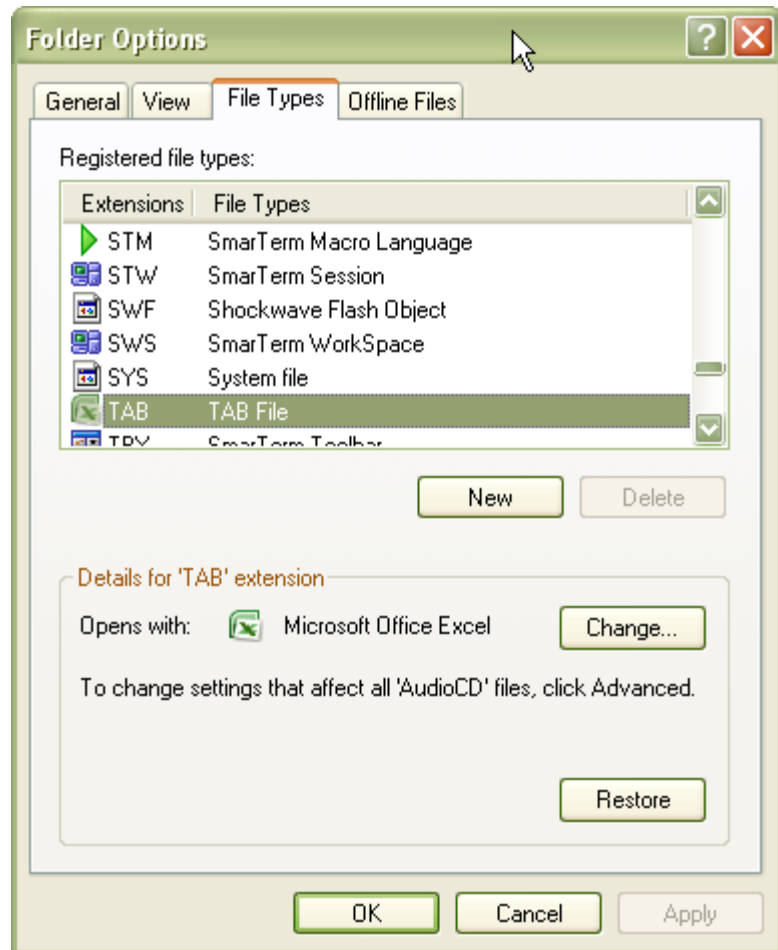 Folder Options
General View File Types Offline Files
Registered file types:
Extensions File Types
STM SmarTerm Macro Language
STW SmarTerm Session
SWF Shockwave Flash Object
SWS SmarTerm WorkSpace
SYS System file
TAB TAB File
SmarTerm Toolbar
New Delete
Details for 'TAB' extension
Opens with: Microsoft Office Excel Change...
To change settings that affect all 'AudioCD' files, click Advanced.
Restore
OK Cancel Apply